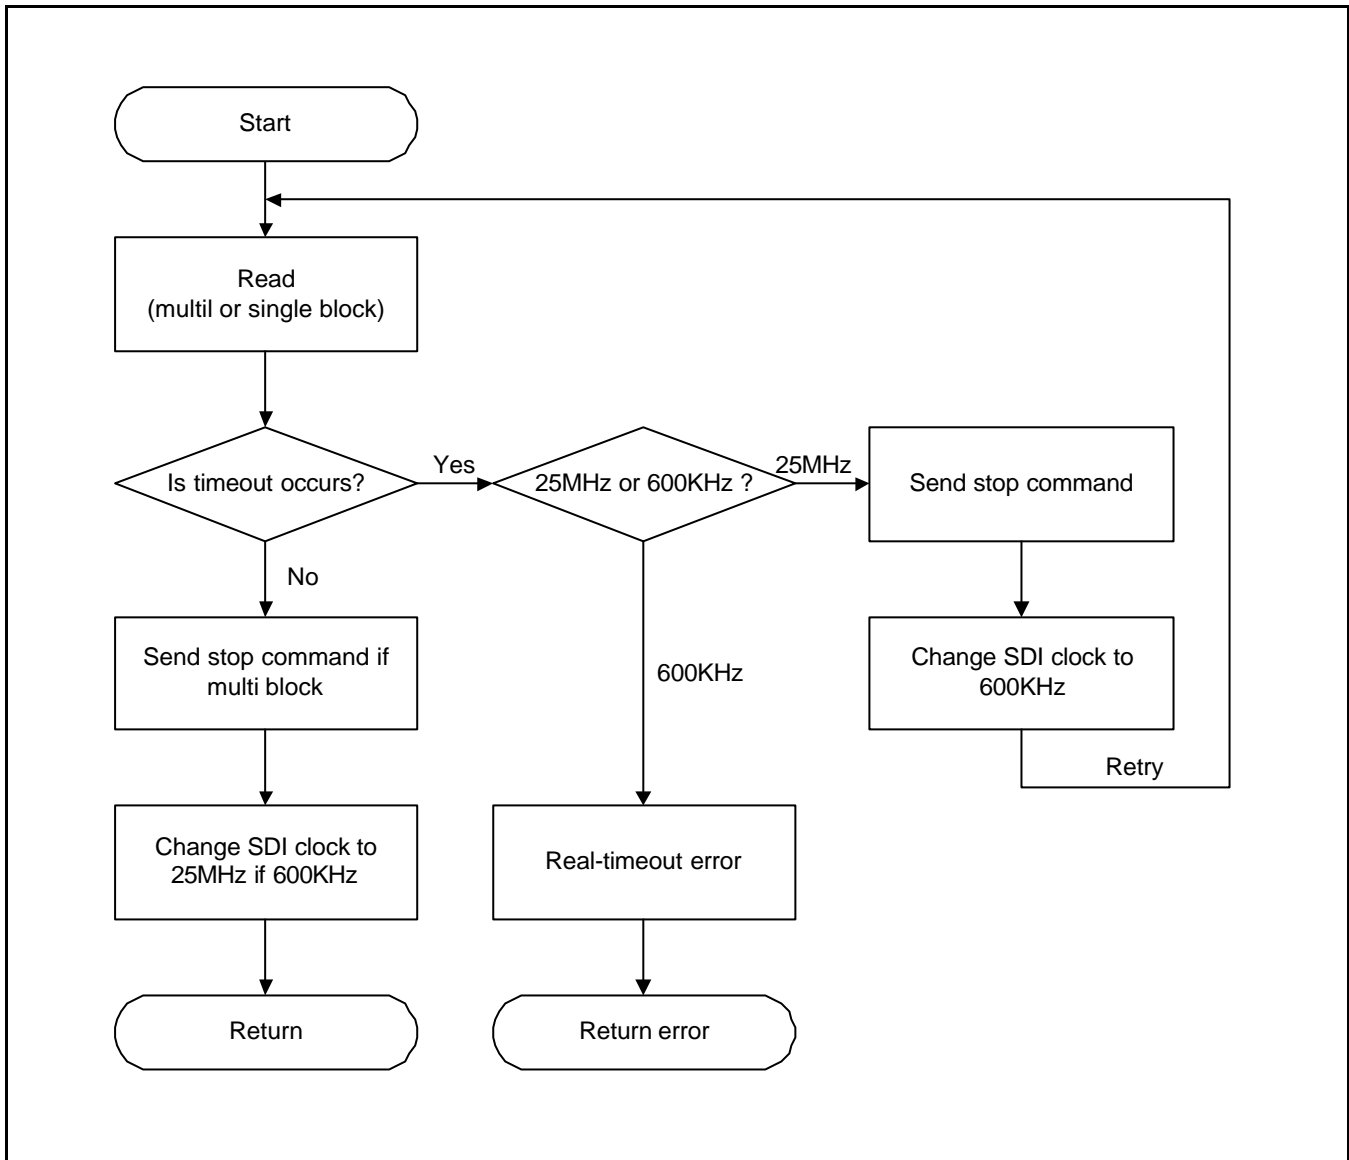 Start
Read
(multil or single block)
Is timeout occurs?
Yes
25MHz or 600KHz ?
25MHz
Send stop command
No
Send stop command if
multi block
600KHz
Change SDI clock to
600KHz
Retry
Change SDI clock to
25MHz if 600KHz
Real-timeout error
Return
Return error